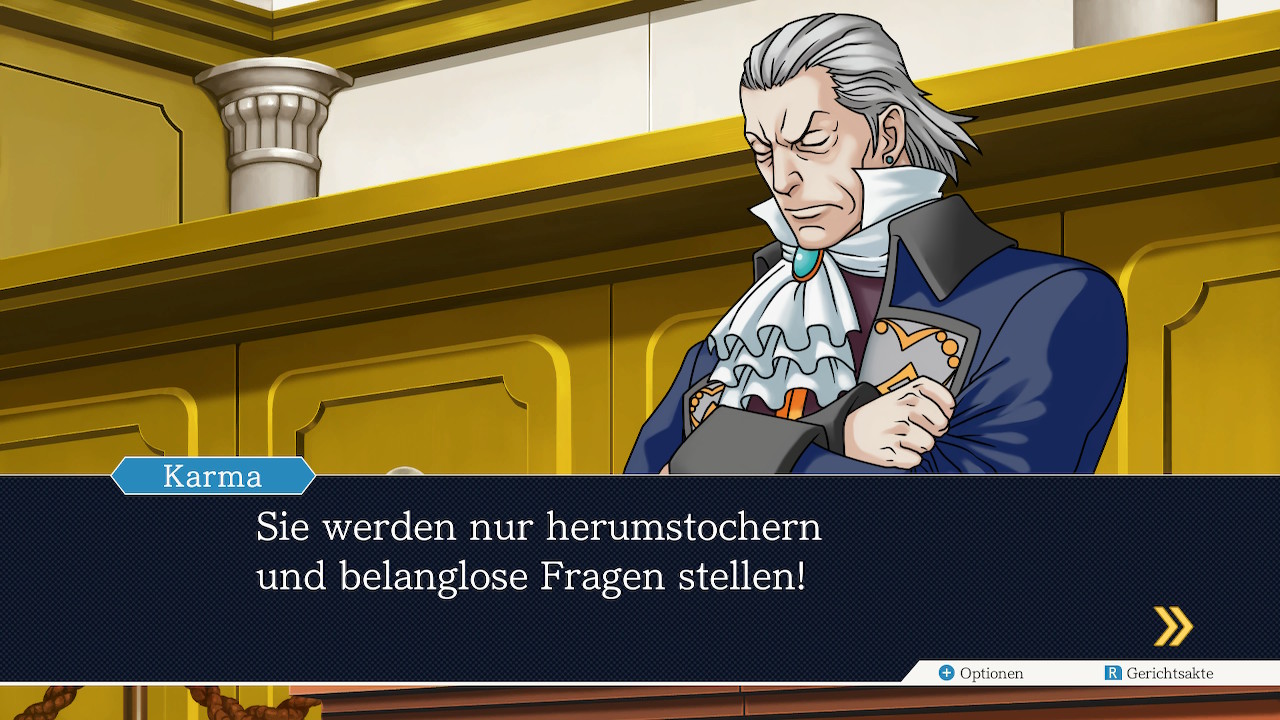 Karma
Sie werden nur herumstochern
und belanglose Fragen stellen!
+ Optionen
R Gerichtsakte